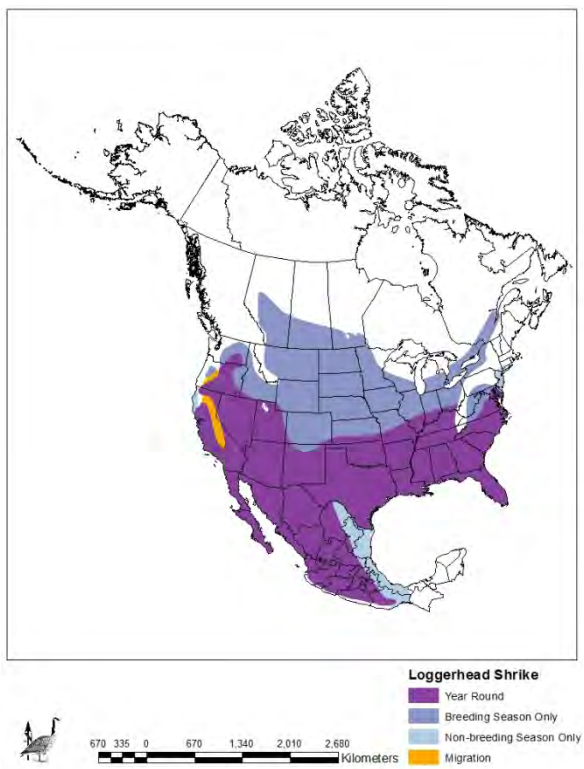 Loggerhead Shrike
Year Round
Breeding Season Only
Non-breeding Season Only
Migration
670 335 0 670 1,340 2,010 2,680
Kilometers